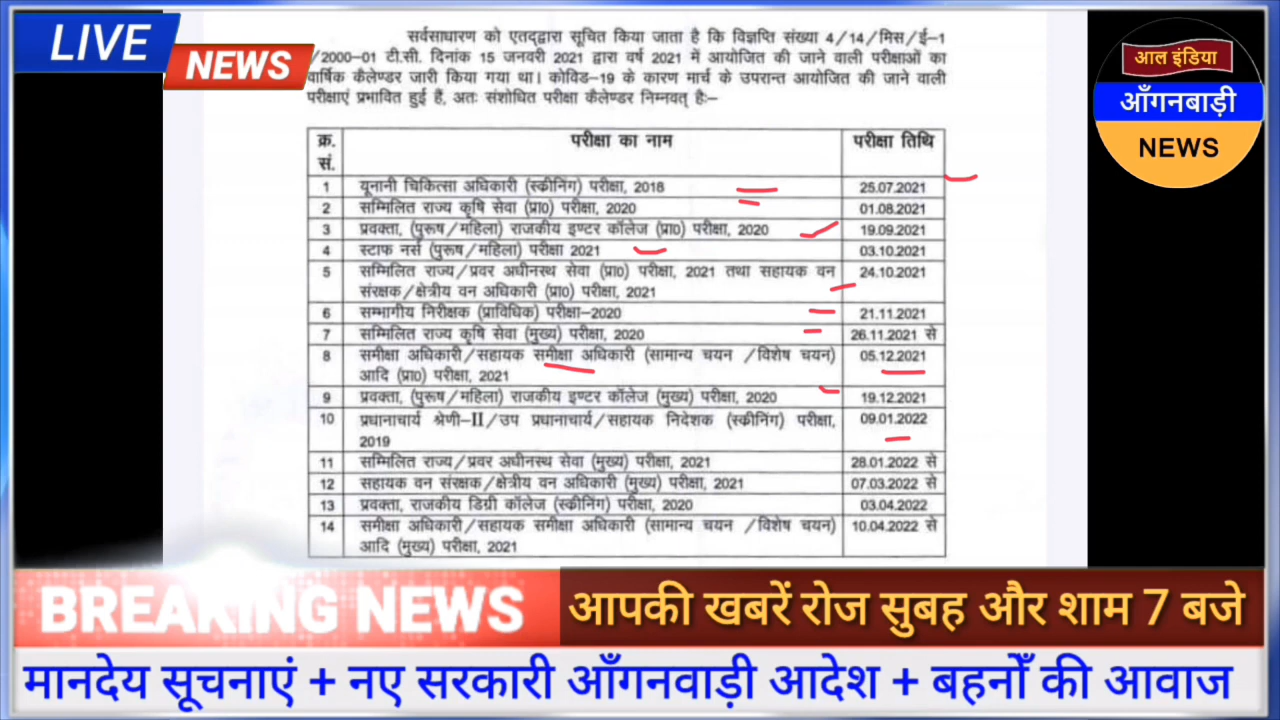 LIVE
NEWS
सर्वसाधारण को एतद्द्वारा सूचित किया जाता है कि विज्ञप्ति संख्या 4/14/मिस/ई-1
/2000-01 टी.सी. दिनांक 15 जनवरी 2021 द्वारा वर्ष 2021 में आयोजित की जाने वाली परीक्षाओं का
वार्षिक कैलेण्डर जारी किया गया था। कोविड-19 के कारण मार्च के उपरान्त आयोजित की जाने वाली
परीक्षाएं प्रभावित हुई हैं, अतः संशोधित परीक्षा कैलेण्डर निम्नवत् है:-
आल इंडिया
आँगनबाड़ी
NEWS
क्र. सं. परीक्षा का नाम परीक्षा तिथि
1 यूनानी चिकित्सा अधिकारी (स्क्रीनिंग) परीक्षा, 2018 25.07.2021
2 सम्मिलित राज्य कृषि सेवा (प्रा0) परीक्षा, 2020 01.08.2021
3 प्रवक्ता, (पुरूष/महिला) राजकीय इण्टर कॉलेज (प्रा0) परीक्षा, 2020 19.09.2021
4 स्टाफ नर्स (पुरूष/महिला) परीक्षा 2021 03.10.2021
5 सम्मिलित राज्य/प्रवर अधीनस्थ सेवा (प्रा0) परीक्षा, 2021 तथा सहायक वन 24.10.2021
संरक्षक/क्षेत्रीय वन अधिकारी (प्रा0) परीक्षा, 2021
6 सम्भागीय निरीक्षक (प्राविधिक) परीक्षा-2020 21.11.2021
7 सम्मिलित राज्य कृषि सेवा (मुख्य) परीक्षा, 2020 26.11.2021 से
8 समीक्षा अधिकारी/सहायक समीक्षा अधिकारी (सामान्य चयन /विशेष चयन) 05.12.2021
आदि (प्रा0) परीक्षा, 2021
9 प्रवक्ता, (पुरूष/महिला) राजकीय इण्टर कॉलेज (मुख्य) परीक्षा, 2020 19.12.2021
10 प्रधानाचार्य श्रेणी-II/उप प्रधानाचार्य/सहायक निदेशक (स्क्रीनिंग) परीक्षा, 09.01.2022
2019
11 सम्मिलित राज्य/प्रवर अधीनस्थ सेवा (मुख्य) परीक्षा, 2021 28.01.2022 से
12 सहायक वन संरक्षक/क्षेत्रीय वन अधिकारी (मुख्य) परीक्षा, 2021 07.03.2022 से
13 प्रवक्ता, राजकीय डिग्री कॉलेज (स्क्रीनिंग) परीक्षा, 2020 03.04.2022
14 समीक्षा अधिकारी/सहायक समीक्षा अधिकारी (सामान्य चयन /विशेष चयन) 10.04.2022 से
आदि (मुख्य) परीक्षा, 2021
BREAKING NEWS
आपकी खबरें रोज सुबह और शाम 7 बजे
मानदेय सूचनाएं + नए सरकारी आँगनवाड़ी आदेश + बहनोँ की आवाज